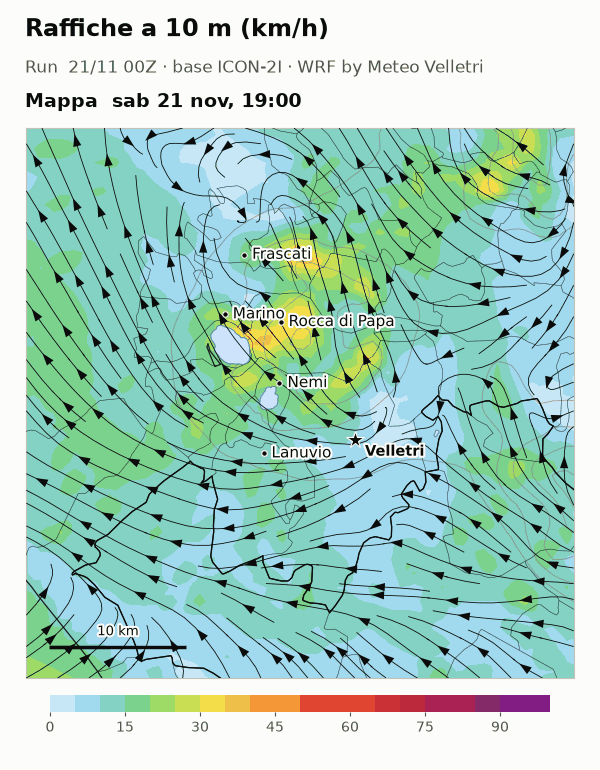 Raffiche a 10 m (km/h)
Run  21/11 00Z · base ICON-2I · WRF by Meteo Velletri
Mappa  sab 21 nov, 19:00
Frascati
Marino
Rocca di Papa
Nemi
Velletri
Lanuvio
10 km
0 15 30 45 60 75 90